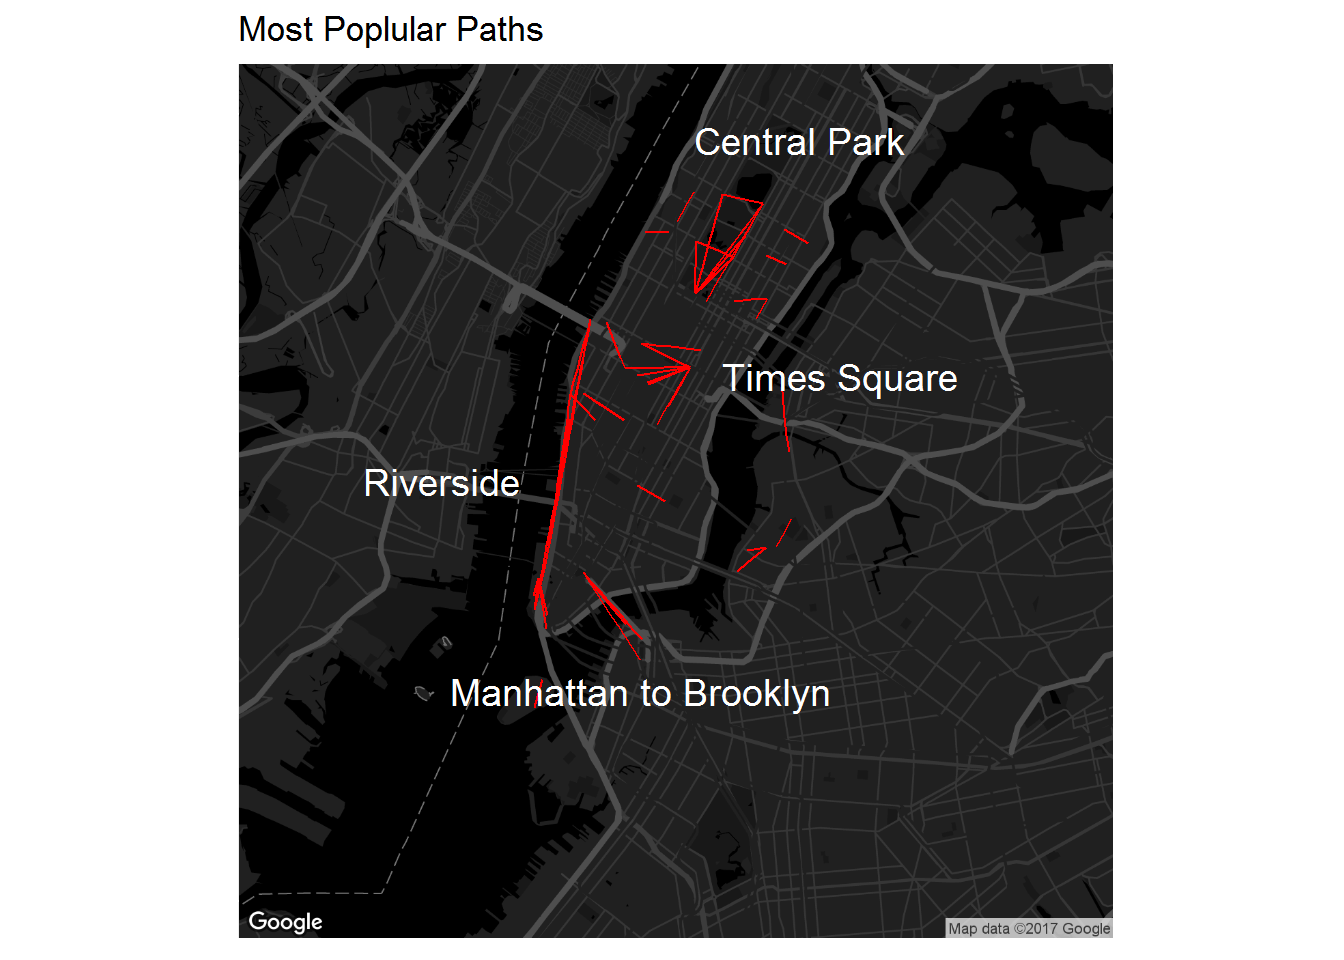 Most Poplular Paths
Central Park
Times Square
Riverside
Manhattan to Brooklyn
Google
Map data ©2017 Google